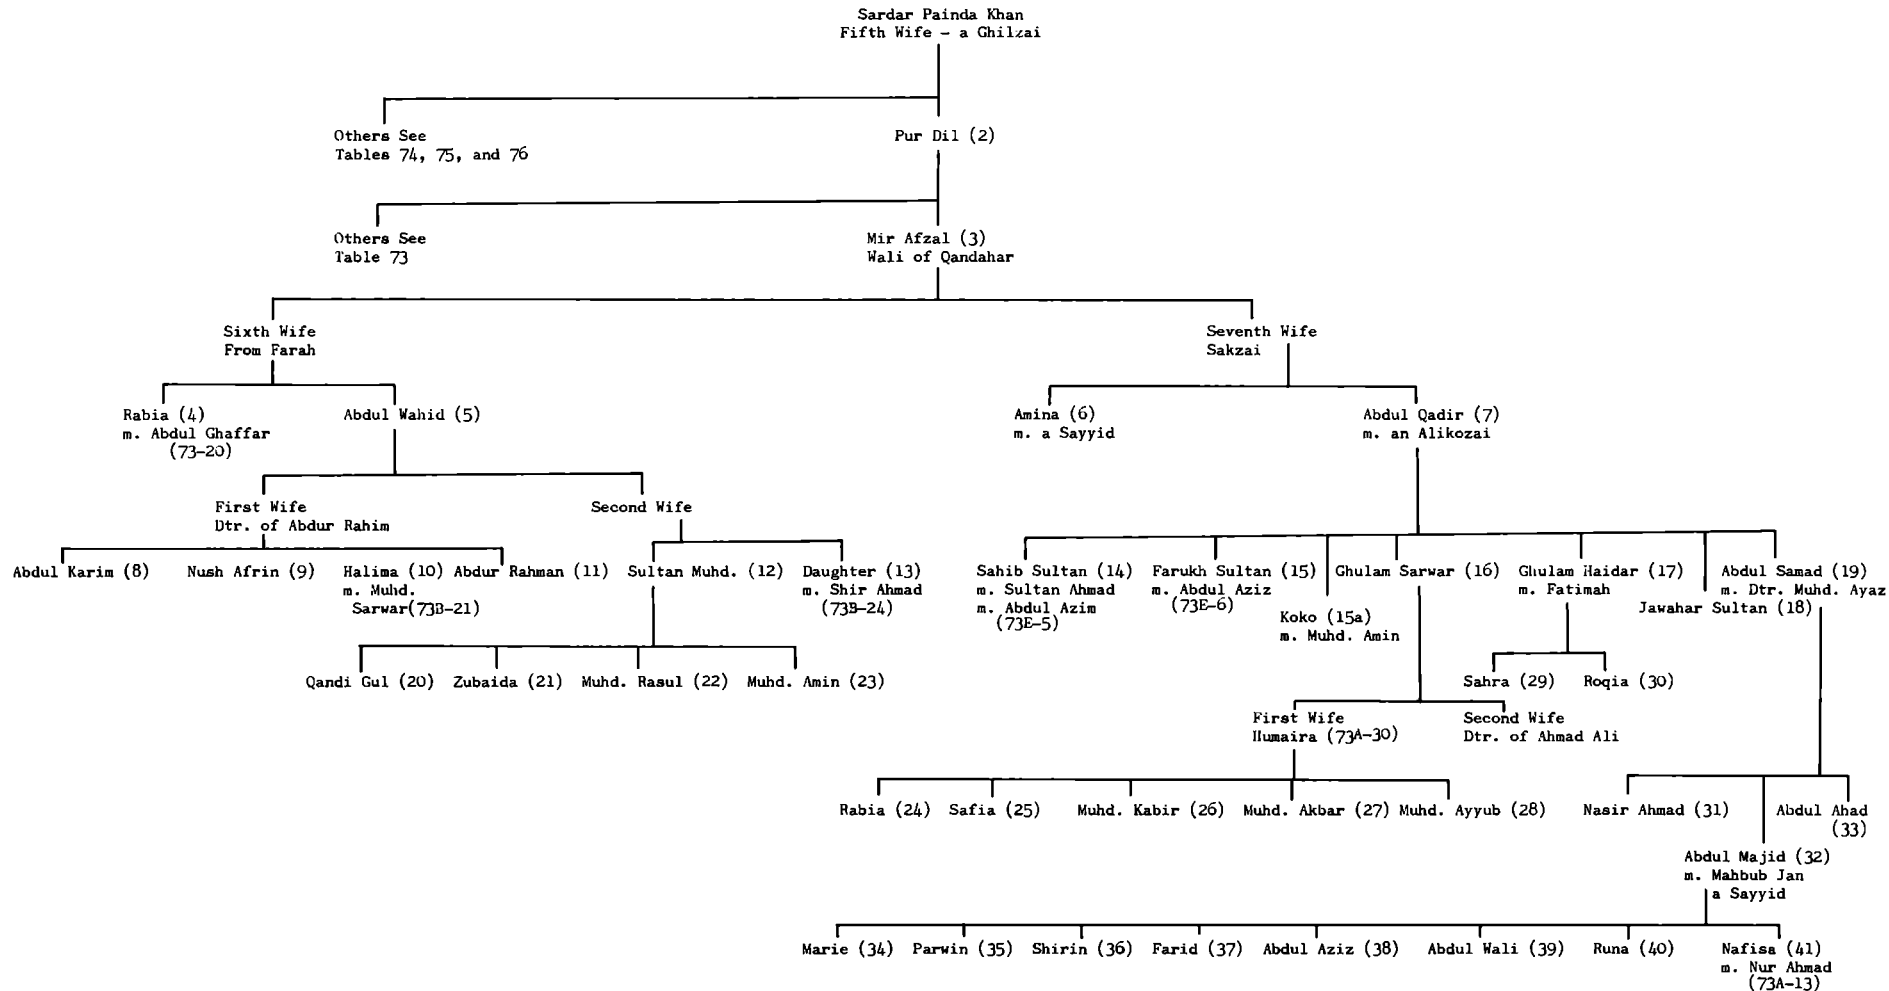 Sardar Painda Khan
Fifth Wife – a Ghilzai
Others See
Tables 74, 75, and 76
Pur Dil (2)
Others See
Table 73
Mir Afzal (3)
Wali of Qandahar
Sixth Wife
From Farah
Seventh Wife
Sakzai
Rabia (4)
m. Abdul Ghaffar
(73-20)
Abdul Wahid (5)
Amina (6)
m. a Sayyid
Abdul Qadir (7)
m. an Alikozai
First Wife
Dtr. of Abdur Rahim
Second Wife
Abdul Karim (8)
Nush Afrin (9)
Halima (10)
m. Muhd.
Sarwar(73B-21)
Abdur Rahman (11)
Sultan Muhd. (12)
Daughter (13)
m. Shir Ahmad
(73B-24)
Sahib Sultan (14)
m. Sultan Ahmad
m. Abdul Azim
(73E-5)
Farukh Sultan (15)
m. Abdul Aziz
(73E-6)
Koko (15a)
m. Muhd. Amin
Ghulam Sarwar (16)
Ghulam Haidar (17)
m. Fatimah
Jawahar Sultan (18)
Abdul Samad (19)
m. Dtr. Muhd. Ayaz
Qandi Gul (20)
Zubaida (21)
Muhd. Rasul (22)
Muhd. Amin (23)
Sahra (29)
Roqia (30)
First Wife
Humaira (73A-30)
Second Wife
Dtr. of Ahmad Ali
Rabia (24)
Safia (25)
Muhd. Kabir (26)
Muhd. Akbar (27)
Muhd. Ayyub (28)
Nasir Ahmad (31)
Abdul Ahad
(33)
Abdul Majid (32)
m. Mahbub Jan
a Sayyid
Marie (34)
Parwin (35)
Shirin (36)
Farid (37)
Abdul Aziz (38)
Abdul Wali (39)
Runa (40)
Nafisa (41)
m. Nur Ahmad
(73A-13)